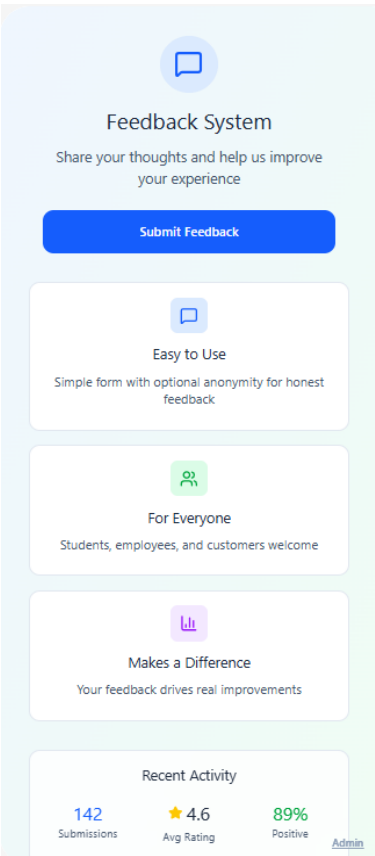 Feedback System
Share your thoughts and help us improve
your experience
Submit Feedback
Easy to Use
Simple form with optional anonymity for honest
feedback
For Everyone
Students, employees, and customers welcome
Makes a Difference
Your feedback drives real improvements
Recent Activity
142 4.6 89%
Submissions Avg Rating Positive
Admin